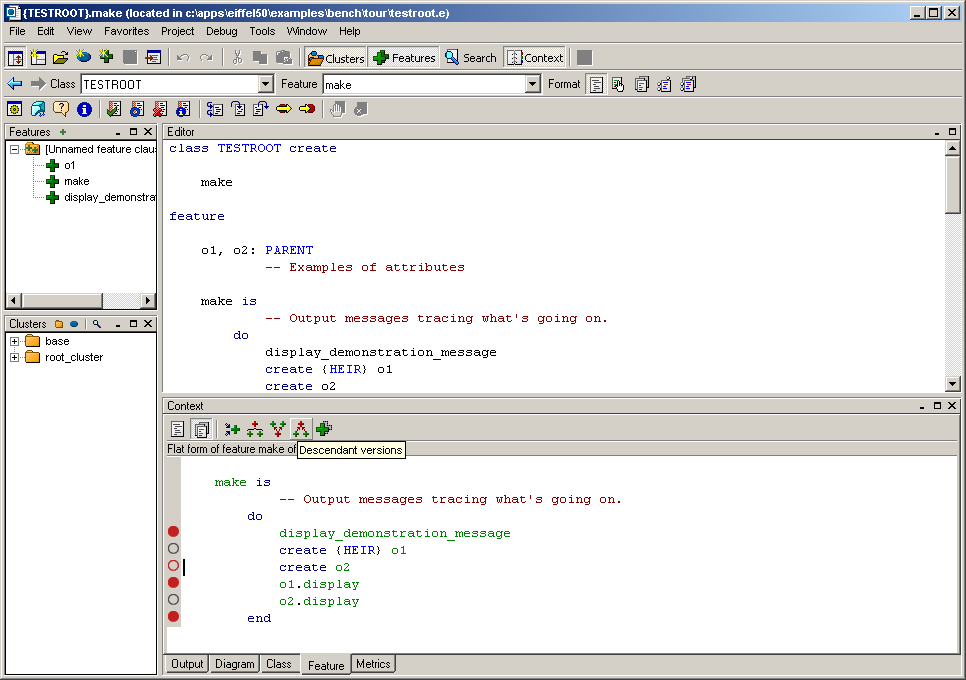 {TESTROOT}.make (located in c:\apps\eiffel50\examples\bench\tour\testroot.e)
File Edit View Favorites Project Debug Tools Window Help
Clusters Features Search Context
Class TESTROOT Feature make Format
Features
[Unnamed feature clau
o1
make
display_demonstra
Clusters
base
root_cluster
Editor
class TESTROOT create
make
feature
o1, o2: PARENT
-- Examples of attributes
make is
-- Output messages tracing what's going on.
do
display_demonstration_message
create {HEIR} o1
create o2
Context
Flat form of feature make of
Descendant versions
make is
-- Output messages tracing what's going on.
do
display_demonstration_message
create {HEIR} o1
create o2
o1.display
o2.display
end
Output Diagram Class Feature Metrics